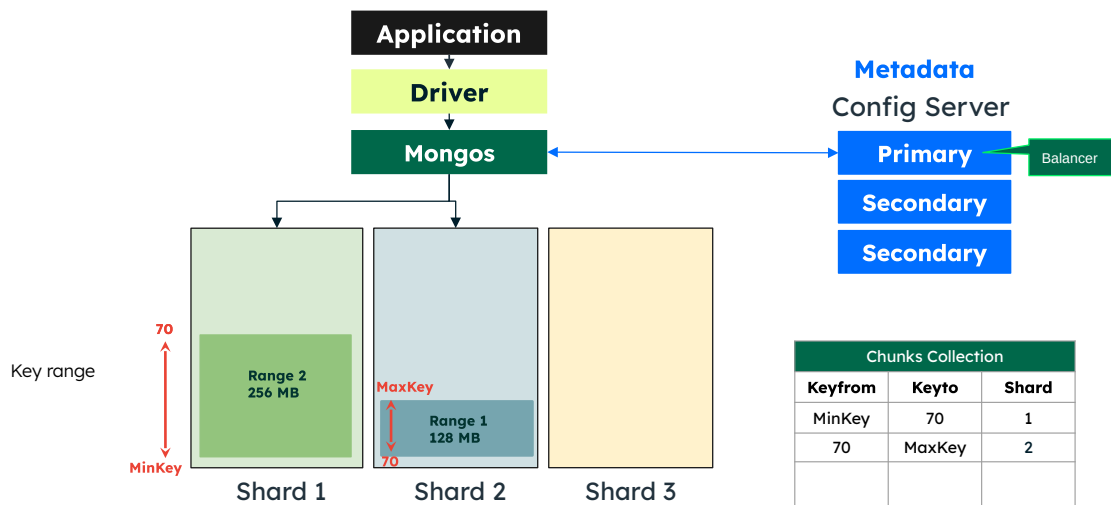 Application
Driver
Mongos
Metadata
Config Server
Primary
Balancer
Secondary
Secondary
Key range
70
MinKey
Range 2
256 MB
MaxKey
Range 1
128 MB
70
Shard 1
Shard 2
Shard 3
Chunks Collection
Keyfrom Keyto Shard
MinKey 70 1
70 MaxKey 2